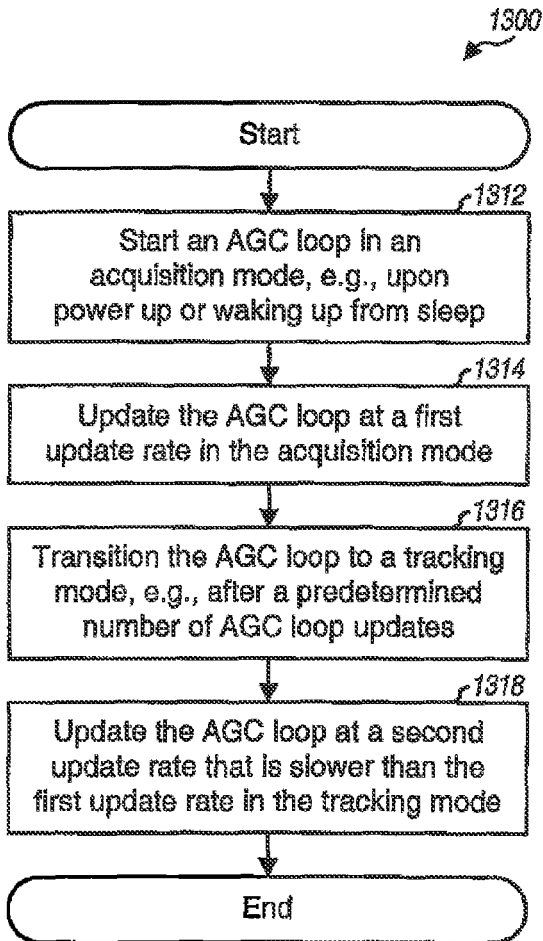 1300
Start
1312
Start an AGC loop in an
acquisition mode, e.g., upon
power up or waking up from sleep
1314
Update the AGC loop at a first
update rate in the acquisition mode
1316
Transition the AGC loop to a tracking
mode, e.g., after a predetermined
number of AGC loop updates
1318
Update the AGC loop at a second
update rate that is slower than the
first update rate in the tracking mode
End